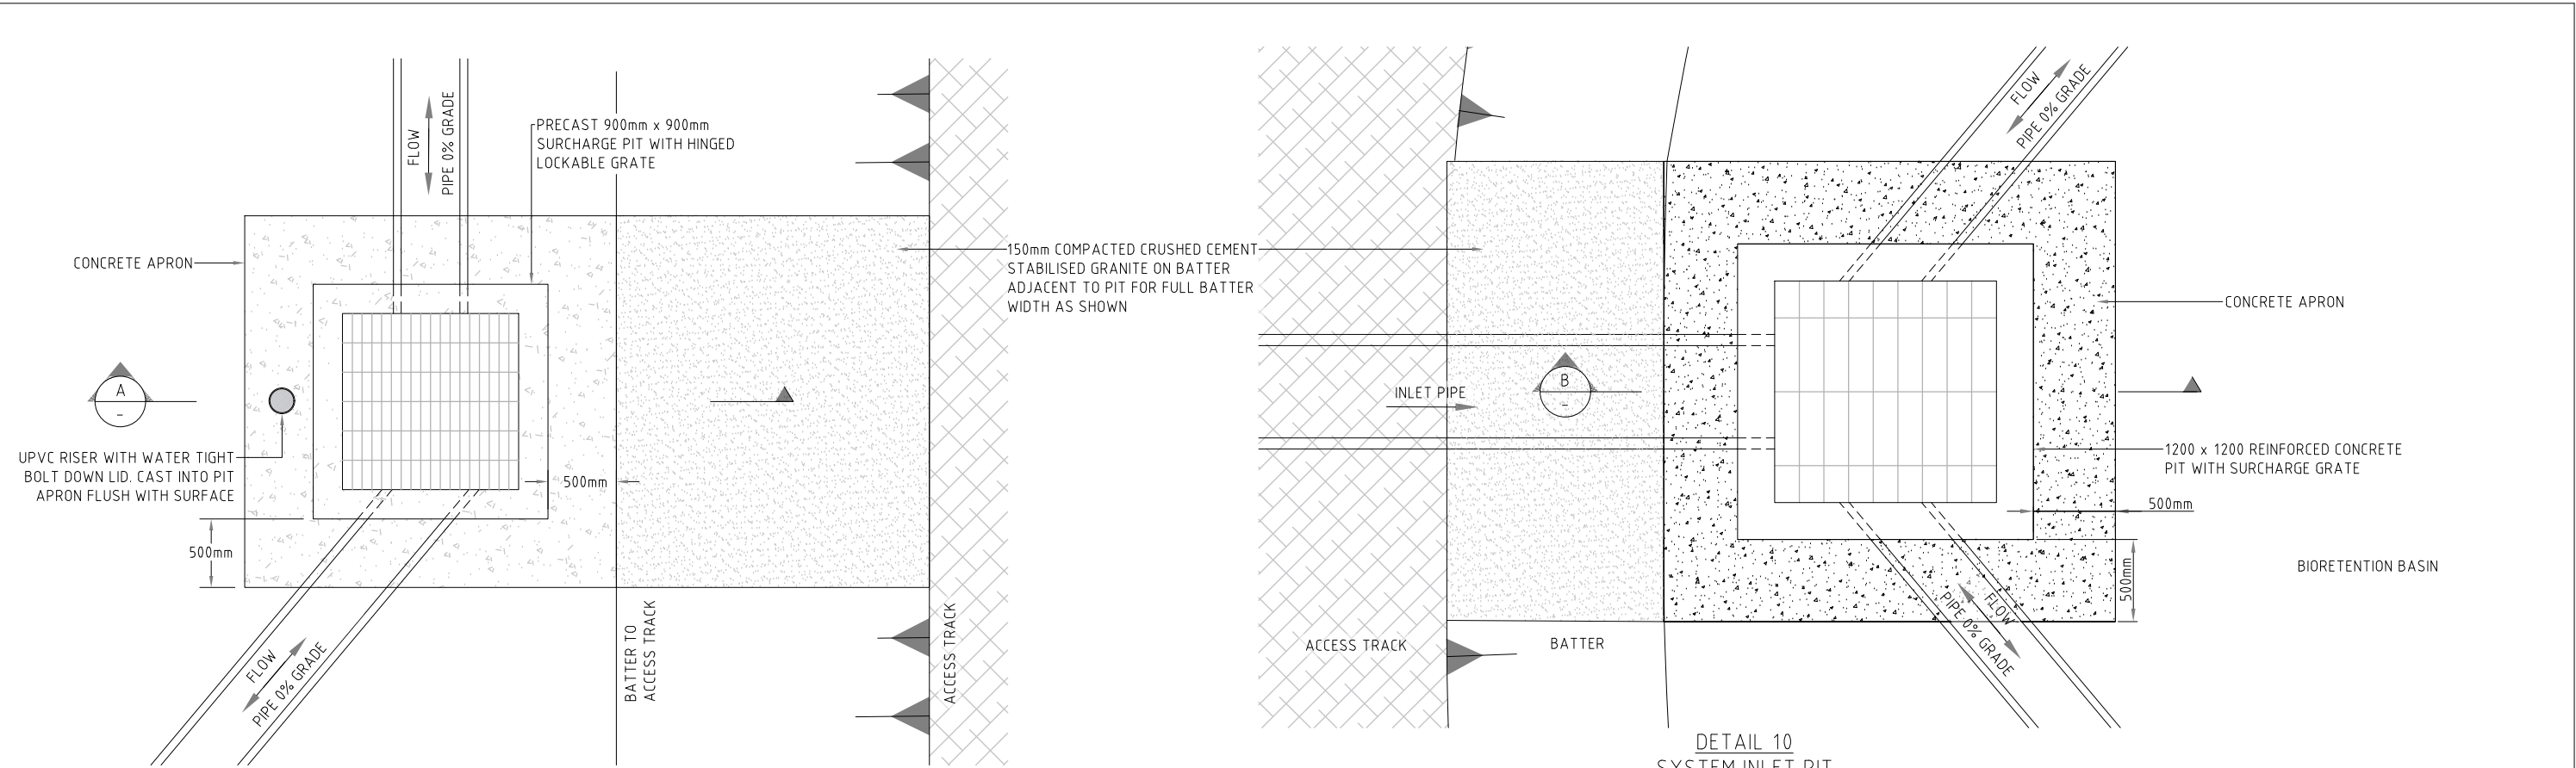 FLOW
PIPE 0% GRADE
PRECAST 900mm x 900mm
SURCHARGE PIT WITH HINGED
LOCKABLE GRATE
CONCRETE APRON
A
-
UPVC RISER WITH WATER TIGHT
BOLT DOWN LID. CAST INTO PIT
APRON FLUSH WITH SURFACE
500mm
500mm
FLOW
PIPE 0% GRADE
BATTER TO
ACCESS TRACK
ACCESS TRACK
150mm COMPACTED CRUSHED CEMENT
STABILISED GRANITE ON BATTER
ADJACENT TO PIT FOR FULL BATTER
WIDTH AS SHOWN
FLOW
PIPE 0% GRADE
CONCRETE APRON
INLET PIPE
B
-
1200 x 1200 REINFORCED CONCRETE
PIT WITH SURCHARGE GRATE
500mm
500mm
BIORETENTION BASIN
FLOW
PIPE 0% GRADE
ACCESS TRACK
BATTER
DETAIL 10
SYSTEM INLET PIT